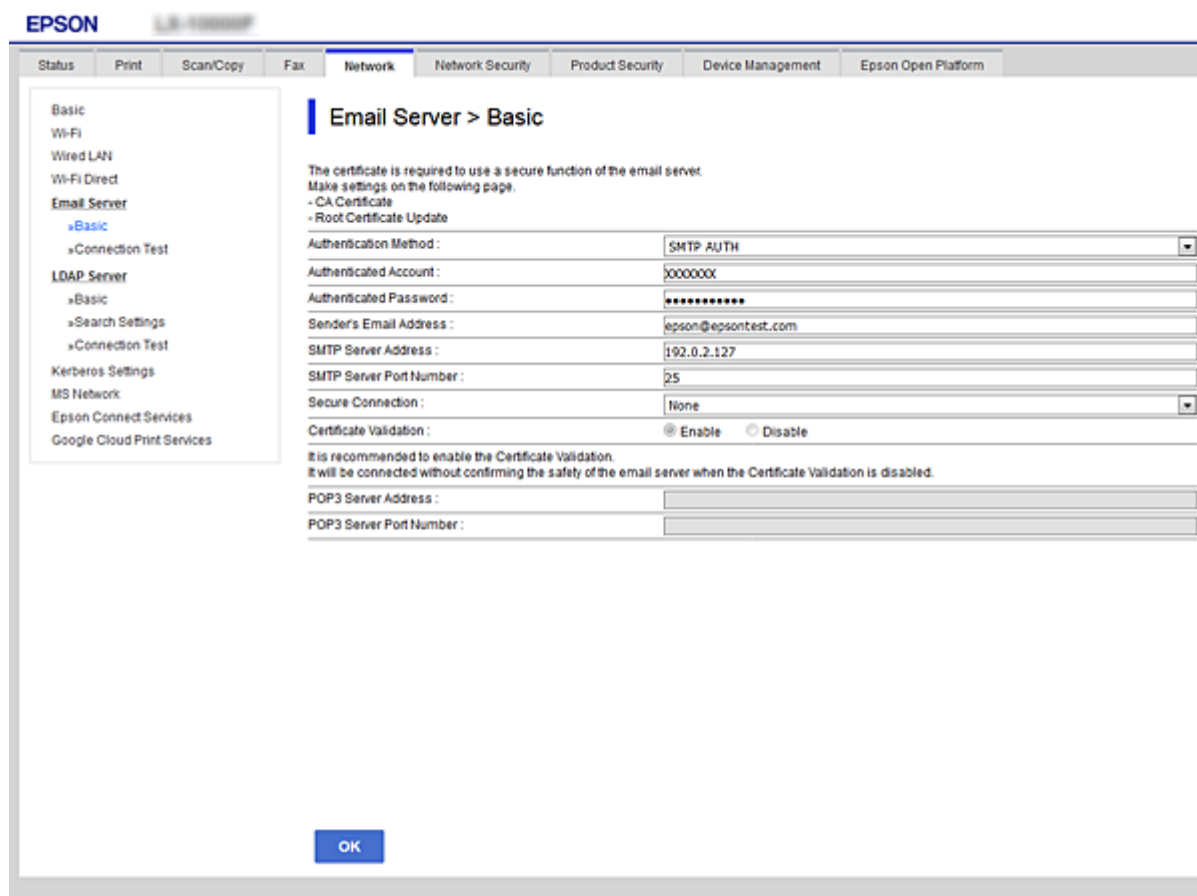 EPSON
Status Print Scan/Copy Fax Network Network Security Product Security Device Management Epson Open Platform
Basic
Wi-Fi
Wired LAN
Wi-Fi Direct
Email Server
»Basic
»Connection Test
LDAP Server
»Basic
»Search Settings
»Connection Test
Kerberos Settings
MS Network
Epson Connect Services
Google Cloud Print Services
Email Server > Basic
The certificate is required to use a secure function of the email server.
Make settings on the following page.
- CA Certificate
- Root Certificate Update
Authentication Method : SMTP AUTH
Authenticated Account : XXXXXXX
Authenticated Password : •••••••••••
Sender's Email Address : epson@epsontest.com
SMTP Server Address : 192.0.2.127
SMTP Server Port Number : 25
Secure Connection : None
Certificate Validation : Enable Disable
It is recommended to enable the Certificate Validation.
It will be connected without confirming the safety of the email server when the Certificate Validation is disabled.
POP3 Server Address :
POP3 Server Port Number :
OK